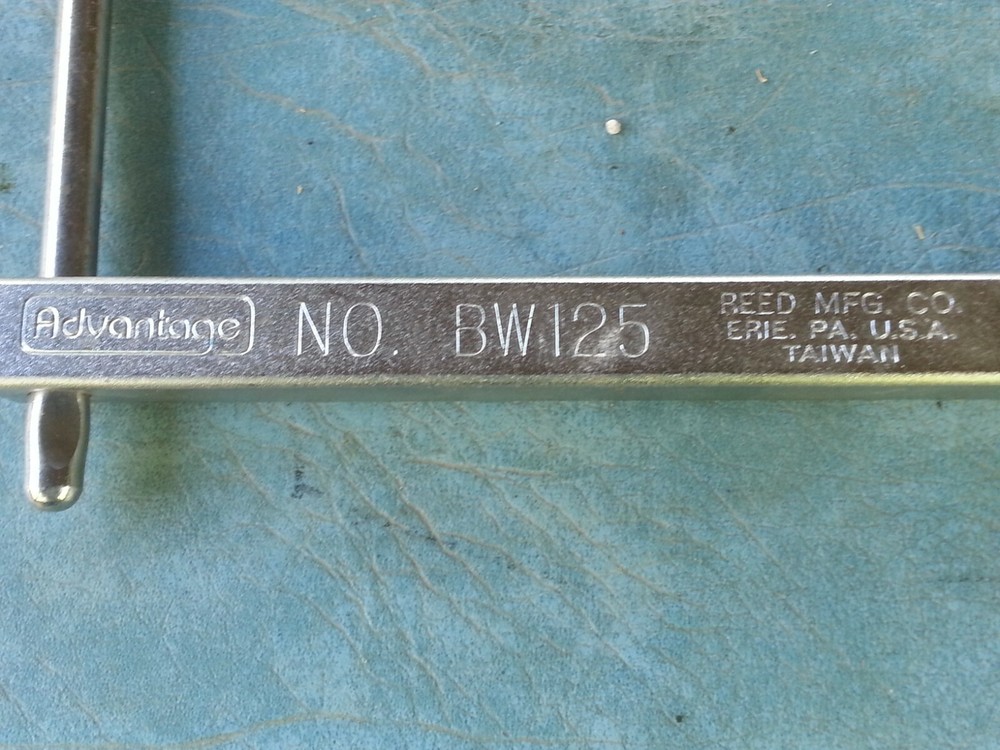 Advantage
NO. BW125
REED MFG. CO.
ERIE. PA. U.S.A.
TAIWAN